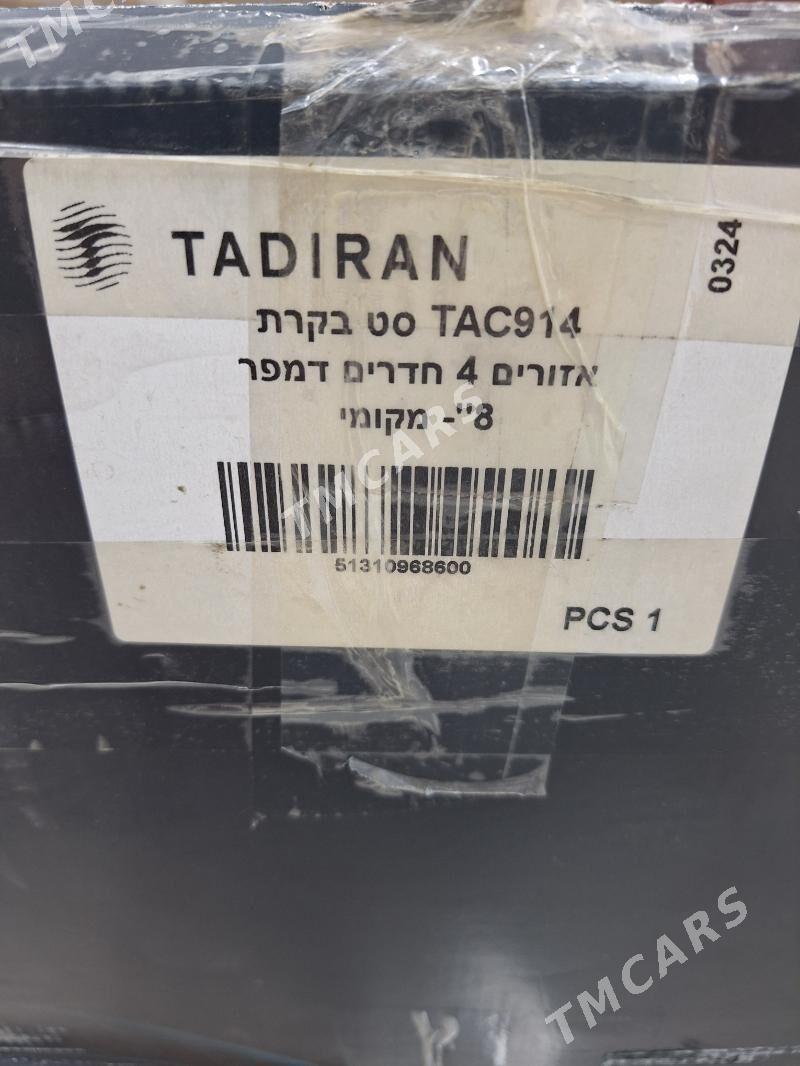 TMCARS
TADIRAN
0324
סט בקרת TAC914
אזורים 4 חדרים דמפר
8"- מקומי
TMCARS
51310968600
PCS 1
TMCARS